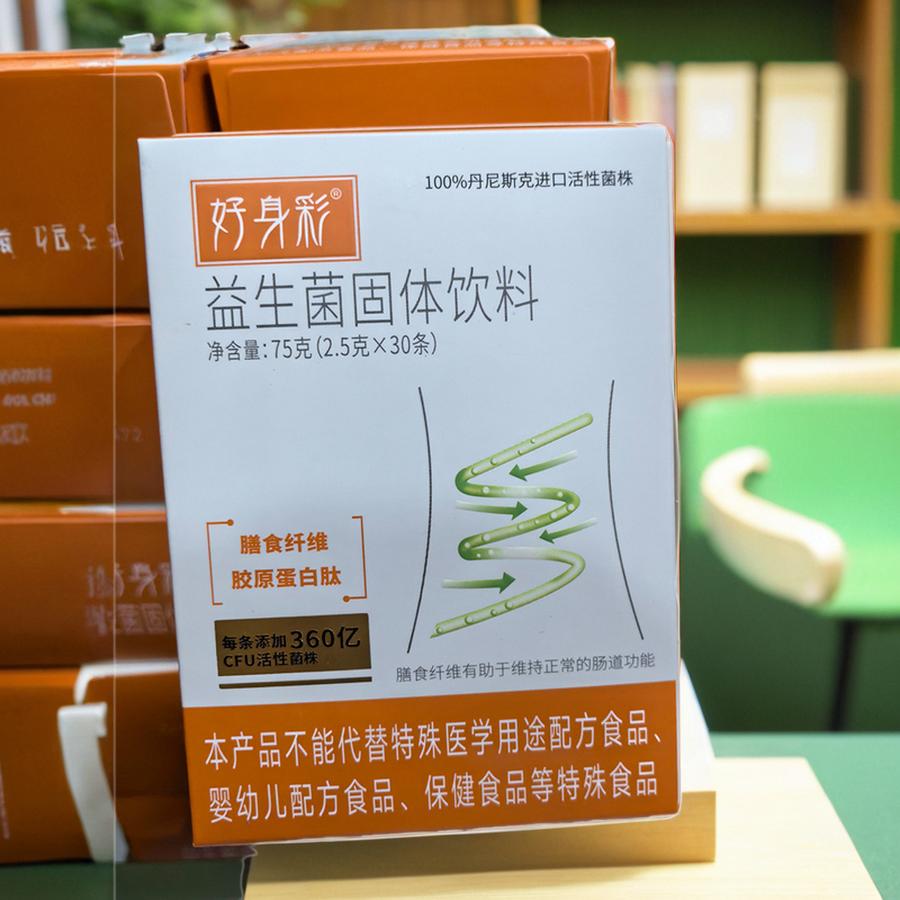 100%丹尼斯克进口活性菌株
好身彩®
益生菌固体饮料
净含量:75克(2.5克×30条)
膳食纤维
胶原蛋白肽
每条添加360亿
CFU活性菌株
膳食纤维有助于维持正常的肠道功能
本产品不能代替特殊医学用途配方食品、
婴幼儿配方食品、保健食品等特殊食品